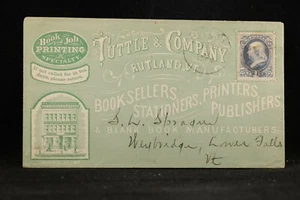 Book & Job
PRINTING
A SPECIALTY.
TUTTLE & COMPANY
RUTLAND, VT.
BOOKSELLERS,
STATIONERS, PRINTERS
PUBLISHERS
& BLANK BOOK MANUFACTURERS.
Weybridge, Lower Falls
Vt